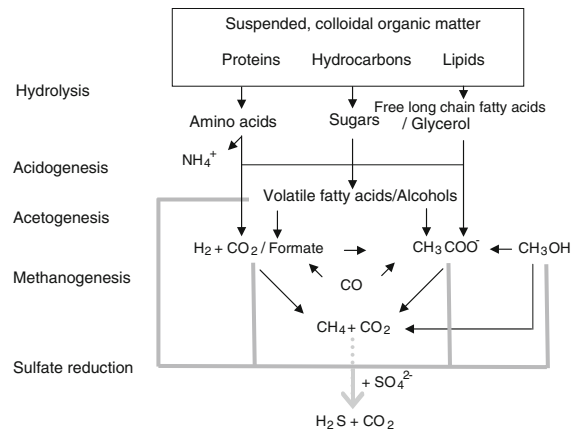 Suspended, colloidal organic matter
Proteins Hydrocarbons Lipids
Hydrolysis
Amino acids Sugars Free long chain fatty acids / Glycerol
NH₄⁺
Acidogenesis
Volatile fatty acids/Alcohols
Acetogenesis
H₂ + CO₂ / Formate CH₃COO⁻ CH₃OH
Methanogenesis
CO
CH₄ + CO₂
Sulfate reduction
+ SO₄²⁻
H₂S + CO₂